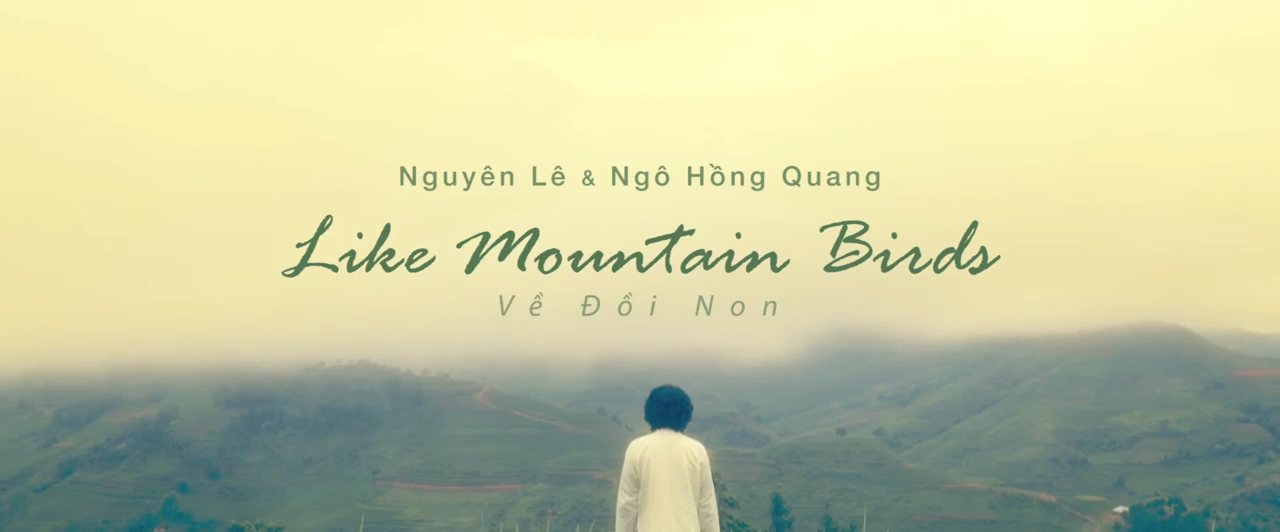 Nguyên Lê & Ngô Hồng Quang
Like Mountain Birds
Về Đồi Non